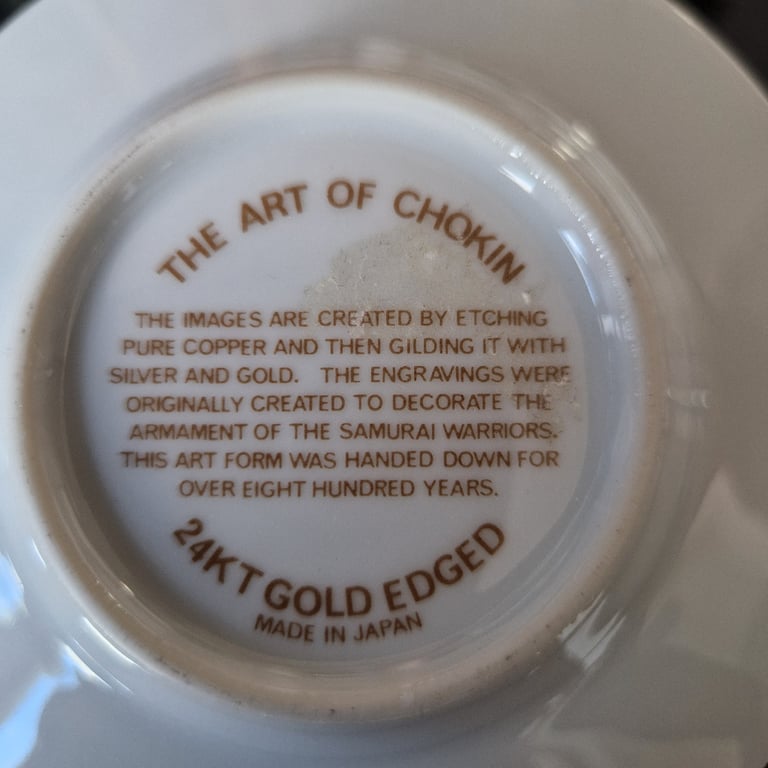 THE ART OF CHOKIN
THE IMAGES ARE CREATED BY ETCHING
PURE COPPER AND THEN GILDING IT WITH
SILVER AND GOLD. THE ENGRAVINGS WERE
ORIGINALLY CREATED TO DECORATE THE
ARMAMENT OF THE SAMURAI WARRIORS.
THIS ART FORM WAS HANDED DOWN FOR
OVER EIGHT HUNDRED YEARS.
24KT GOLD EDGED
MADE IN JAPAN